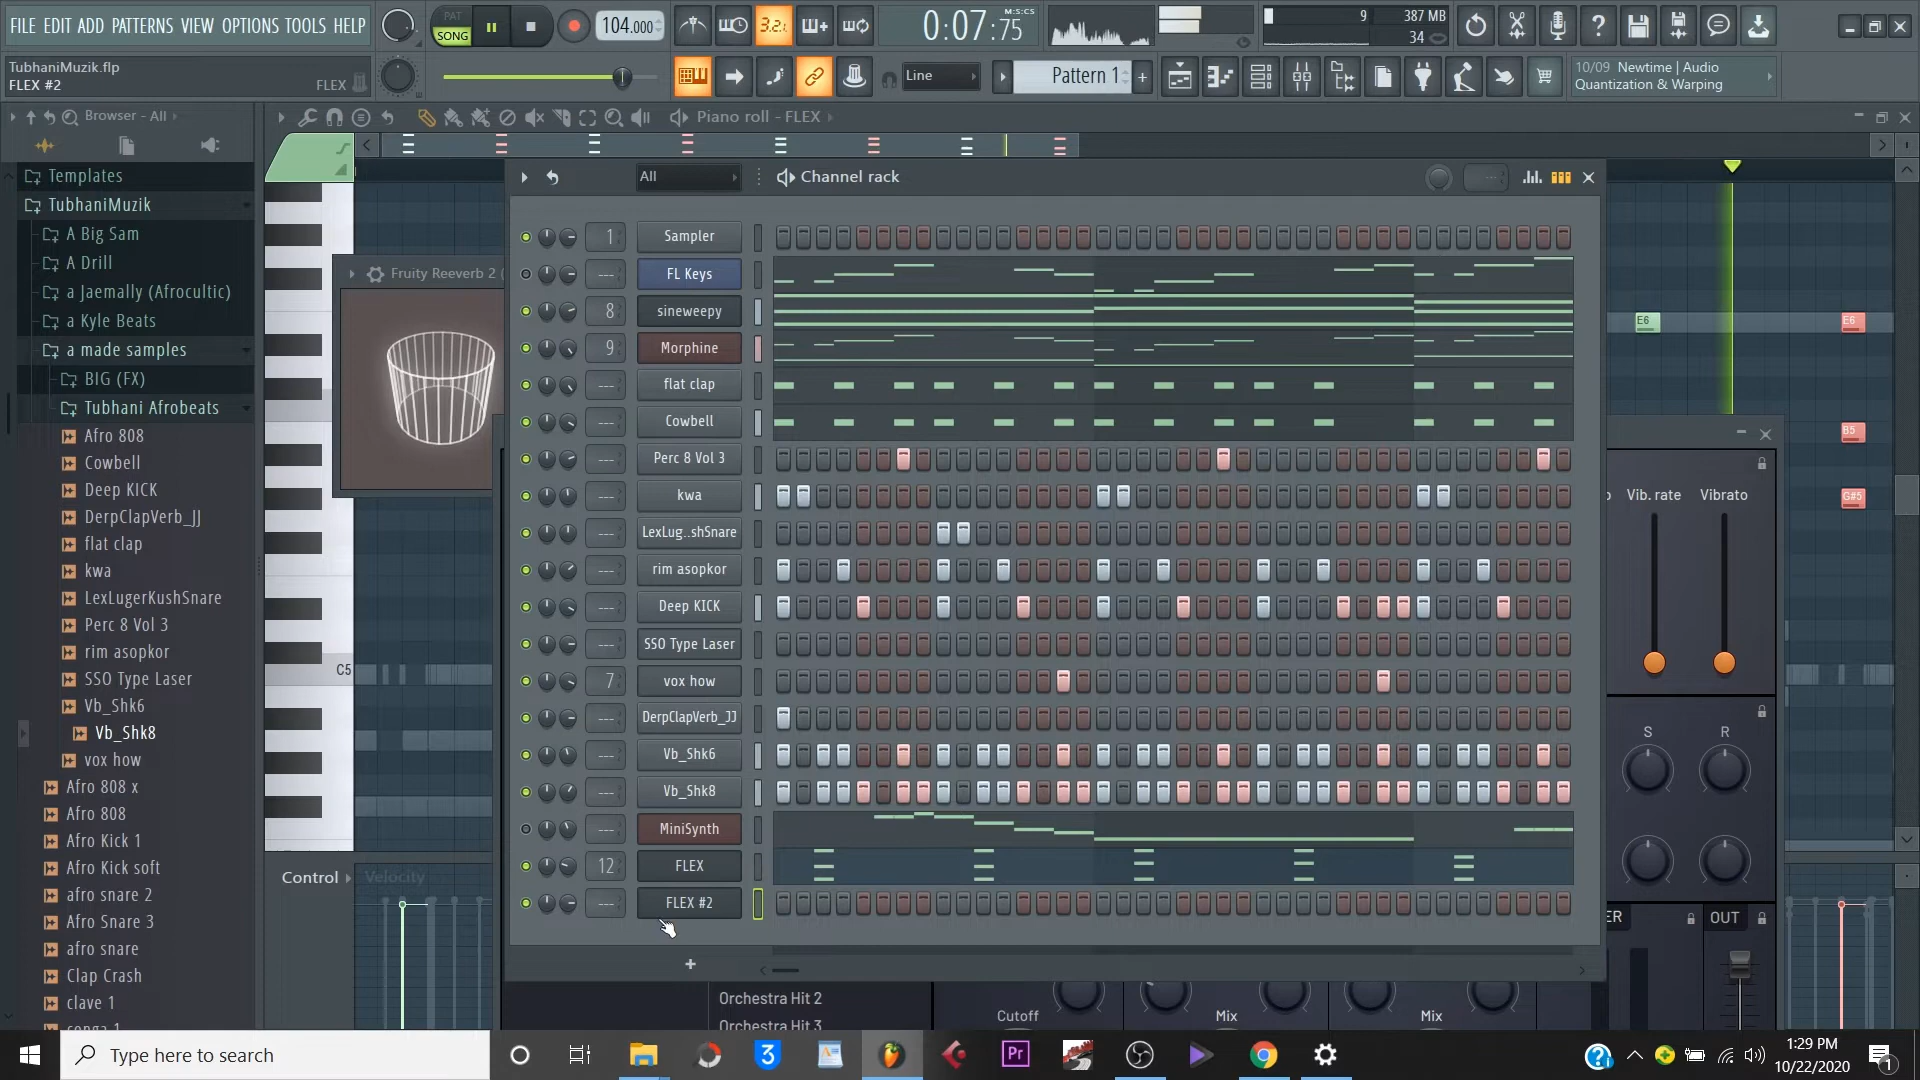 FILE EDIT ADD PATTERNS VIEW OPTIONS TOOLS HELP
PAT
SONG
104.000
3.2.
0:07:75
M:S:CS
9
387 MB
34
TubhaniMuzik.flp
FLEX #2
FLEX
Line
Pattern 1
+
10/09 Newtime | Audio
Quantization & Warping
Browser - All
Piano roll - FLEX
Templates
TubhaniMuzik
A Big Sam
A Drill
a Jaemally (Afrocultic)
a Kyle Beats
a made samples
BIG (FX)
Tubhani Afrobeats
Afro 808
Cowbell
Deep KICK
DerpClapVerb_JJ
flat clap
kwa
LexLugerKushSnare
Perc 8 Vol 3
rim asopkor
SSO Type Laser
Vb_Shk6
Vb_Shk8
vox how
Afro 808 x
Afro 808
Afro Kick 1
Afro Kick soft
afro snare 2
Afro Snare 3
afro snare
Clap Crash
clave 1
conga 1
Fruity Reeverb 2 (
C5
Control
Velocity
All
Channel rack
1 Sampler
--- FL Keys
8 sineweepy
9 Morphine
--- flat clap
--- Cowbell
--- Perc 8 Vol 3
--- kwa
--- LexLug..shSnare
--- rim asopkor
--- Deep KICK
--- SSO Type Laser
7 vox how
--- DerpClapVerb_JJ
--- Vb_Shk6
--- Vb_Shk8
--- MiniSynth
12 FLEX
--- FLEX #2
+
E6
E6
B5
G#5
Vib. rate
Vibrato
S
R
ER
OUT
Orchestra Hit 2
Orchestra Hit 3
Cutoff
Mix
Mix
Type here to search
Pr
1:29 PM
10/22/2020
1